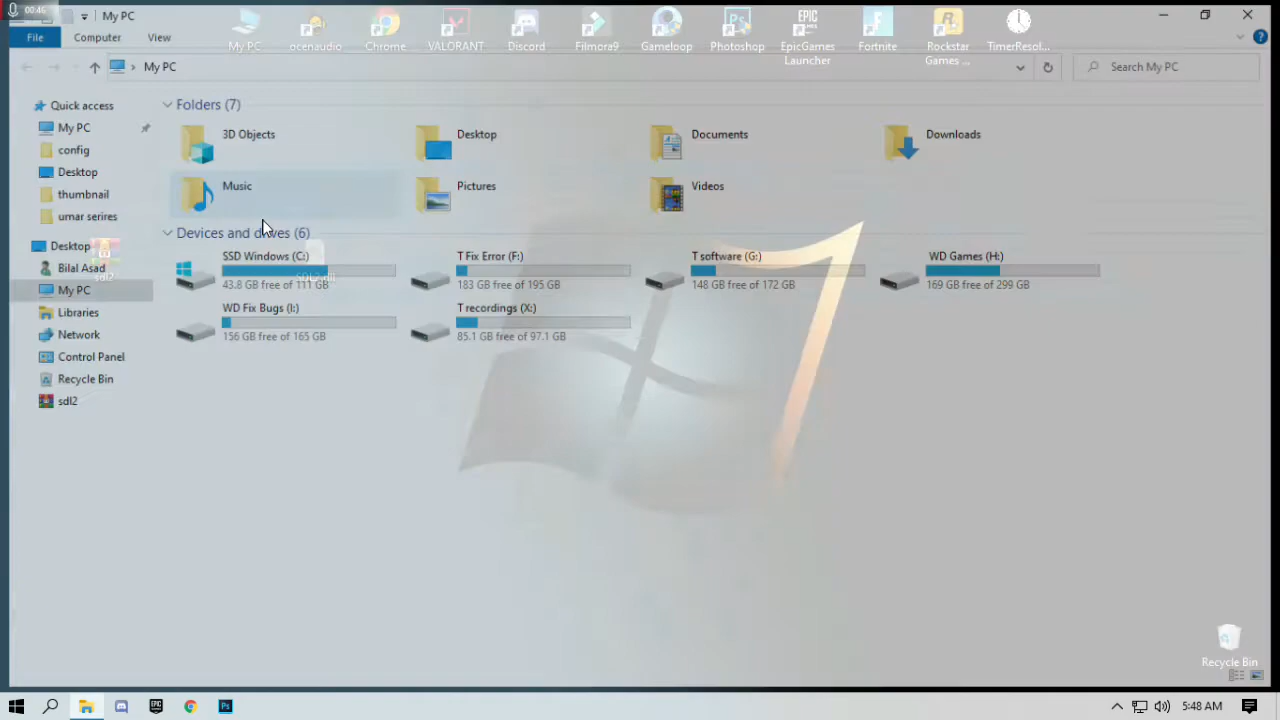 00:46
My PC
My PC
ocenaudio
Chrome
VALORANT
Discord
Filmora9
Gameloop
Photoshop
EpicGames
Launcher
Fortnite
Rockstar
Games ...
TimerResol...
File
Computer
View
My PC
Search My PC
Quick access
My PC
config
Desktop
thumbnail
umar serires
Desktop
Bilal Asad
My PC
Libraries
Network
Control Panel
Recycle Bin
sdl2
sdl2
SDL2.dll
Folders (7)
3D Objects
Desktop
Documents
Downloads
Music
Pictures
Videos
Devices and drives (6)
SSD Windows (C:)
43.8 GB free of 111 GB
T Fix Error (F:)
183 GB free of 195 GB
T software (G:)
148 GB free of 172 GB
WD Games (H:)
169 GB free of 299 GB
WD Fix Bugs (I:)
156 GB free of 165 GB
T recordings (X:)
85.1 GB free of 97.1 GB
Recycle Bin
5:48 AM